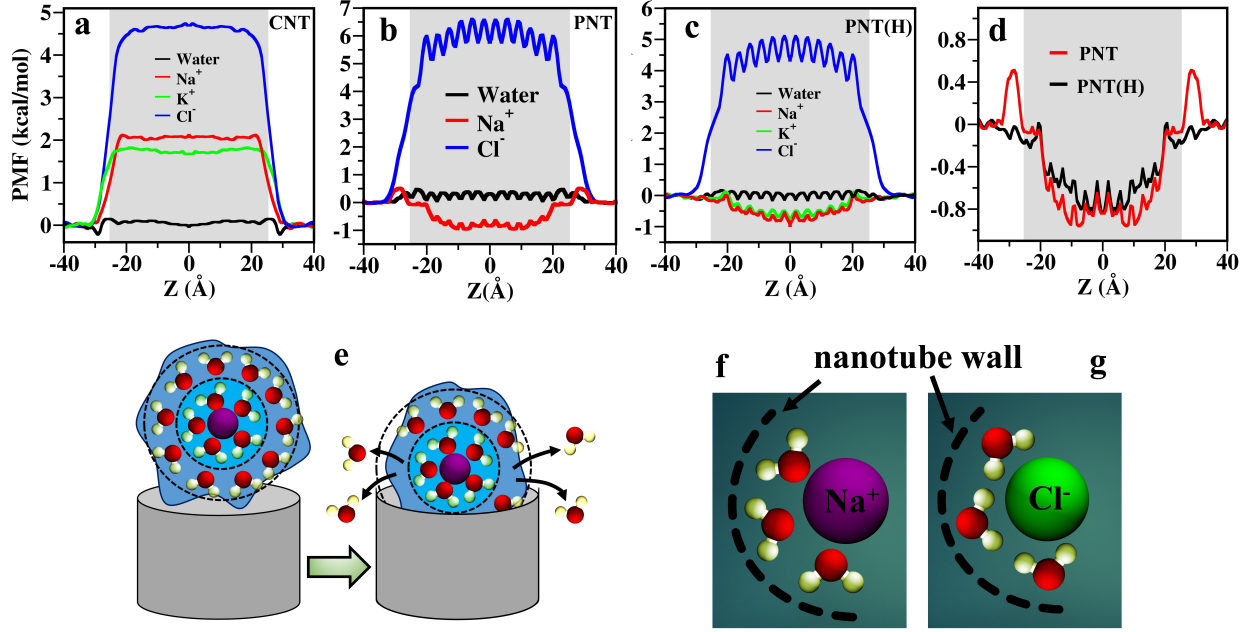 a
CNT
PMF (kcal/mol)
5
4
3
2
1
0
Water
Na⁺
K⁺
Cl⁻
-40 -20 0 20 40
Z (Å)
b
PNT
7
6
5
4
3
2
1
0
-1
Water
Na⁺
Cl⁻
-40 -20 0 20 40
Z(Å)
c
PNT(H)
6
5
4
3
2
1
0
-1
Water
Na⁺
K⁺
Cl⁻
-40 -20 0 20 40
Z (Å)
d
0.8
0.4
0
-0.4
-0.8
PNT
PNT(H)
-40 -20 0 20 40
Z (Å)
e
f
nanotube wall
g
Na⁺
Cl⁻